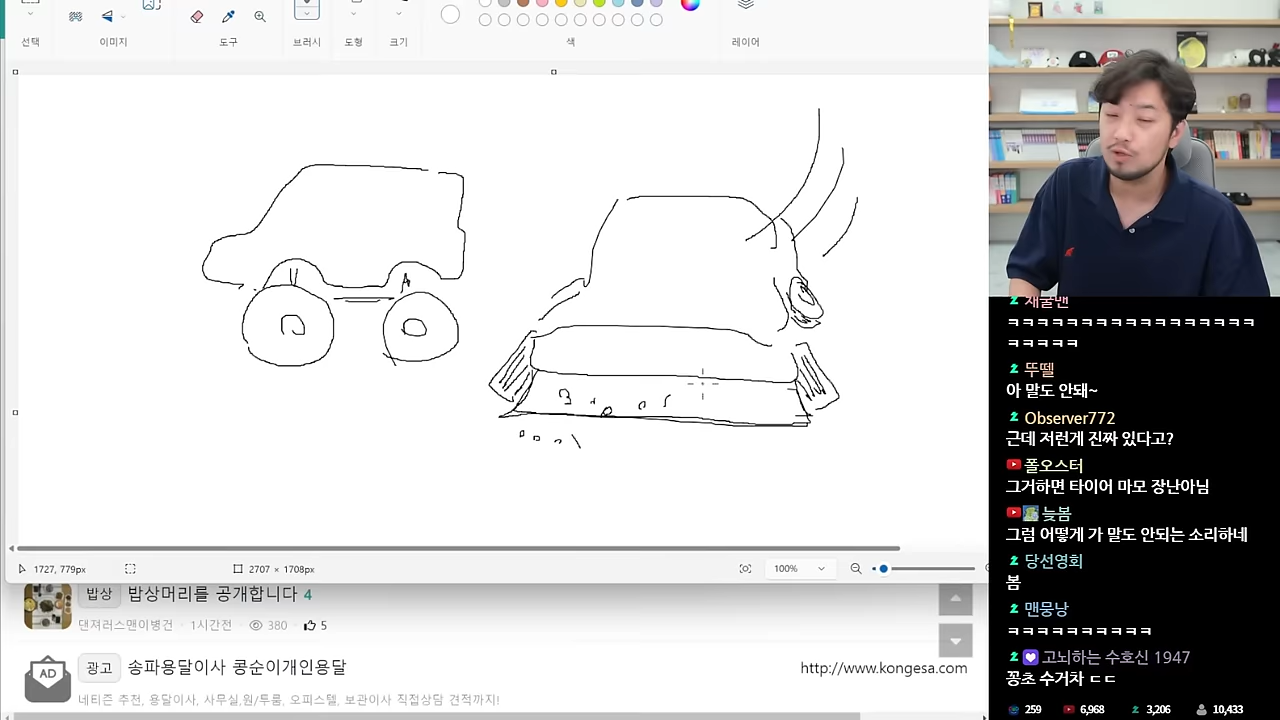 선택
이미지
도구
브러시
도형
크기
색
레이어
1727, 779px
2707 × 1708px
100%
밥상 밥상머리를 공개합니다 4
댄져러스맨이병건 · 1시간전 · 380 · 5
AD
광고 송파용달이사 콩순이개인용달
http://www.kongesa.com
네티즌 추천, 용달이사, 사무실,원/투룸, 오피스텔, 보관이사 직접상담 견적까지!
ㅋㅋㅋㅋㅋㅋㅋㅋㅋㅋㅋㅋㅋㅋㅋㅋㅋ
ㅋㅋㅋㅋㅋ
뚜뗄
아 말도 안돼~
Observer772
근데 저런게 진짜 있다고?
폴오스터
그거하면 타이어 마모 장난아님
늦봄
그럼 어떻게 가 말도 안되는 소리하네
당선영회
봄
맨뭉낭
ㅋㅋㅋㅋㅋㅋㅋㅋㅋㅋ
고뇌하는 수호신 1947
꽁초 수거차 ㄷㄷ
259 6,968 3,206 10,433